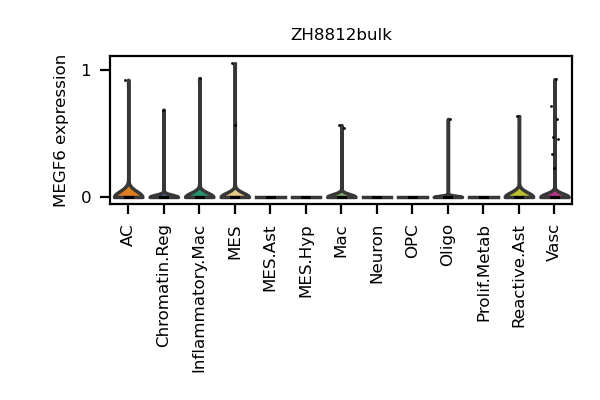 ZH8812bulk
MEGF6 expression
1
0
AC
Chromatin.Reg
Inflammatory.Mac
MES
MES.Ast
MES.Hyp
Mac
Neuron
OPC
Oligo
Prolif.Metab
Reactive.Ast
Vasc